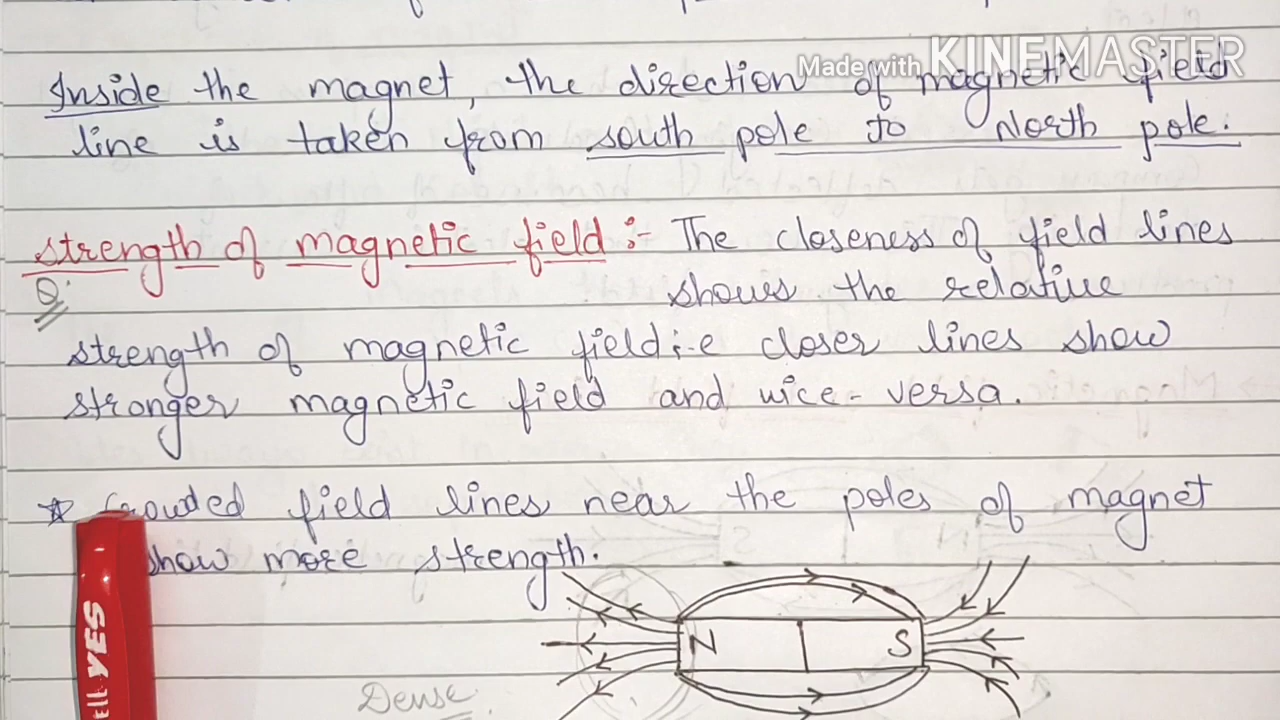 Made with KINEMASTER
Inside the magnet, the direction of magnetic field
line is taken from south pole to North pole.
strength of magnetic field :- The closeness of field lines
Q.
shows the relative
strength of magnetic field i.e closer lines show
stronger magnetic field and vice-versa.
Crowded field lines near the poles of magnet
show more strength.
N S
Dense
ll YES